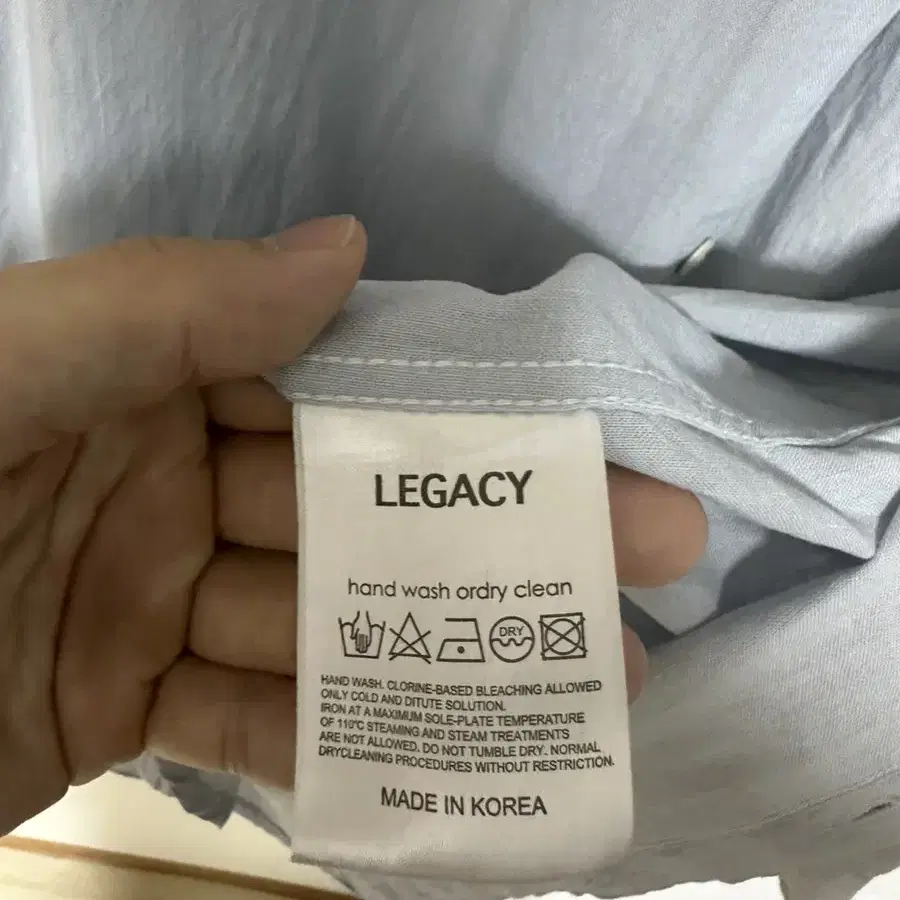 LEGACY
hand wash ordry clean
DRY
HAND WASH. CLORINE-BASED BLEACHING ALLOWED
ONLY COLD AND DITUTE SOLUTION.
IRON AT A MAXIMUM SOLE-PLATE TEMPERATURE
OF 110°C STEAMING AND STEAM TREATMENTS
ARE NOT ALLOWED. DO NOT TUMBLE DRY. NORMAL
DRYCLEANING PROCEDURES WITHOUT RESTRICTION.
MADE IN KOREA